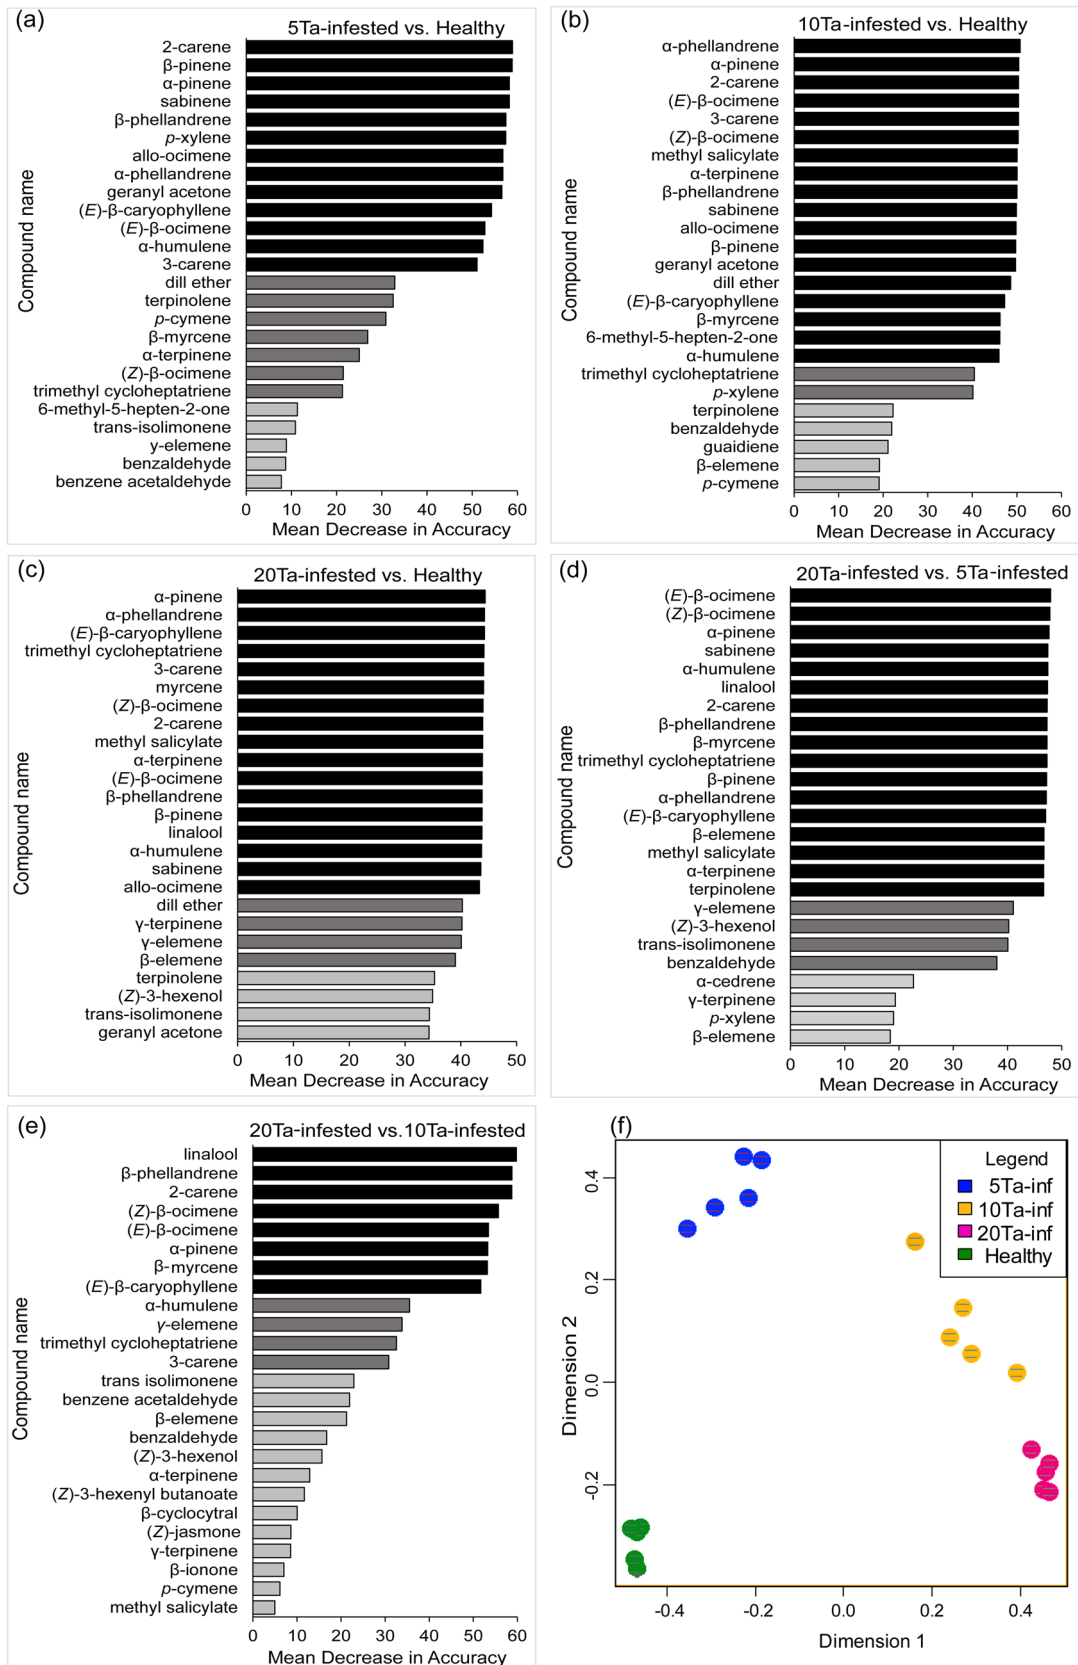 (a)
5Ta-infested vs. Healthy
Compound name
2-carene
β-pinene
α-pinene
sabinene
β-phellandrene
p-xylene
allo-ocimene
α-phellandrene
geranyl acetone
(E)-β-caryophyllene
(E)-β-ocimene
α-humulene
3-carene
dill ether
terpinolene
p-cymene
β-myrcene
α-terpinene
(Z)-β-ocimene
trimethyl cycloheptatriene
6-methyl-5-hepten-2-one
trans-isolimonene
y-elemene
benzaldehyde
benzene acetaldehyde
0 10 20 30 40 50 60
Mean Decrease in Accuracy
(b)
10Ta-infested vs. Healthy
Compound name
α-phellandrene
α-pinene
2-carene
(E)-β-ocimene
3-carene
(Z)-β-ocimene
methyl salicylate
α-terpinene
β-phellandrene
sabinene
allo-ocimene
β-pinene
geranyl acetone
dill ether
(E)-β-caryophyllene
β-myrcene
6-methyl-5-hepten-2-one
α-humulene
trimethyl cycloheptatriene
p-xylene
terpinolene
benzaldehyde
guaidiene
β-elemene
p-cymene
0 10 20 30 40 50 60
Mean Decrease in Accuracy
(c)
20Ta-infested vs. Healthy
Compound name
α-pinene
α-phellandrene
(E)-β-caryophyllene
trimethyl cycloheptatriene
3-carene
myrcene
(Z)-β-ocimene
2-carene
methyl salicylate
α-terpinene
(E)-β-ocimene
β-phellandrene
β-pinene
linalool
α-humulene
sabinene
allo-ocimene
dill ether
γ-terpinene
γ-elemene
β-elemene
terpinolene
(Z)-3-hexenol
trans-isolimonene
geranyl acetone
0 10 20 30 40 50
Mean Decrease in Accuracy
(d)
20Ta-infested vs. 5Ta-infested
Compound name
(E)-β-ocimene
(Z)-β-ocimene
α-pinene
sabinene
α-humulene
linalool
2-carene
β-phellandrene
β-myrcene
trimethyl cycloheptatriene
β-pinene
α-phellandrene
(E)-β-caryophyllene
β-elemene
methyl salicylate
α-terpinene
terpinolene
γ-elemene
(Z)-3-hexenol
trans-isolimonene
benzaldehyde
α-cedrene
γ-terpinene
p-xylene
β-elemene
0 10 20 30 40 50
Mean Decrease in Accuracy
(e)
20Ta-infested vs.10Ta-infested
Compound name
linalool
β-phellandrene
2-carene
(Z)-β-ocimene
(E)-β-ocimene
α-pinene
β-myrcene
(E)-β-caryophyllene
α-humulene
γ-elemene
trimethyl cycloheptatriene
3-carene
trans isolimonene
benzene acetaldehyde
β-elemene
benzaldehyde
(Z)-3-hexenol
α-terpinene
(Z)-3-hexenyl butanoate
β-cyclocytral
(Z)-jasmone
γ-terpinene
β-ionone
p-cymene
methyl salicylate
0 10 20 30 40 50 60
Mean Decrease in Accuracy
(f)
Legend
5Ta-inf
10Ta-inf
20Ta-inf
Healthy
Dimension 2
0.4
0.2
0.0
-0.2
-0.4 -0.2 0.0 0.2 0.4
Dimension 1